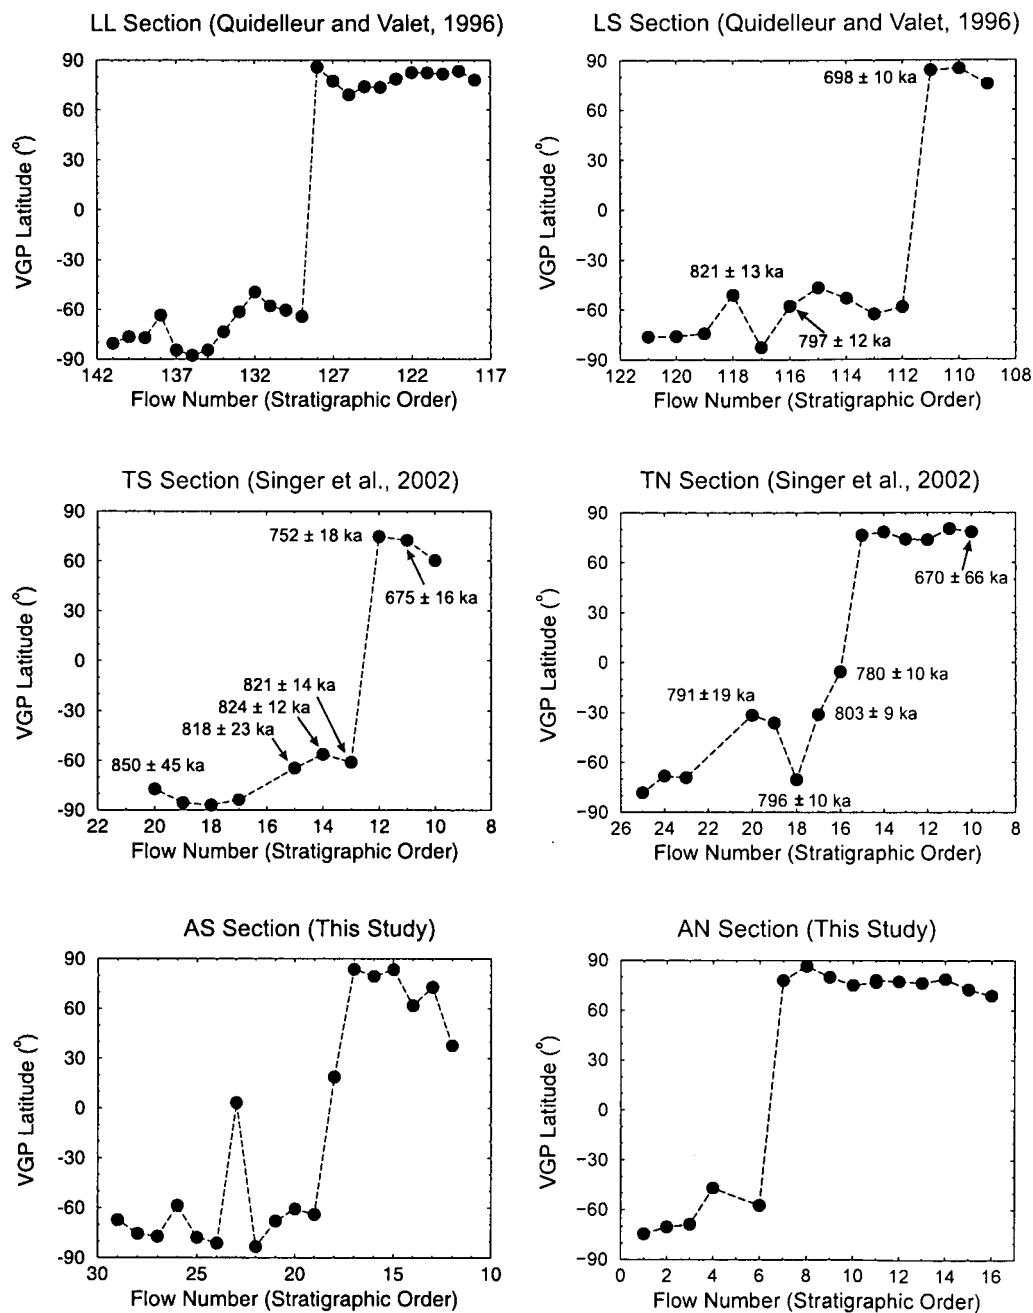 LL Section (Quidelleur and Valet, 1996)
90
60
30
0
-30
-60
-90
VGP Latitude (°)
142 137 132 127 122 117
Flow Number (Stratigraphic Order)
LS Section (Quidelleur and Valet, 1996)
90
60
30
0
−30
−60
−90
VGP Latitude (°)
698 ± 10 ka
821 ± 13 ka
797 ± 12 ka
122 120 118 116 114 112 110 108
Flow Number (Stratigraphic Order)
TS Section (Singer et al., 2002)
90
60
30
0
-30
-60
-90
VGP Latitude (°)
752 ± 18 ka
675 ± 16 ka
821 ± 14 ka
824 ± 12 ka
818 ± 23 ka
850 ± 45 ka
22 20 18 16 14 12 10 8
Flow Number (Stratigraphic Order)
TN Section (Singer et al., 2002)
90
60
30
0
-30
-60
-90
VGP Latitude (°)
670 ± 66 ka
780 ± 10 ka
791 ± 19 ka
803 ± 9 ka
796 ± 10 ka
26 24 22 20 18 16 14 12 10 8
Flow Number (Stratigraphic Order)
AS Section (This Study)
90
60
30
0
-30
-60
-90
VGP Latitude (°)
30 25 20 15 10
Flow Number (Stratigraphic Order)
AN Section (This Study)
90
60
30
0
−30
−60
−90
VGP Latitude (°)
0 2 4 6 8 10 12 14 16
Flow Number (Stratigraphic Order)